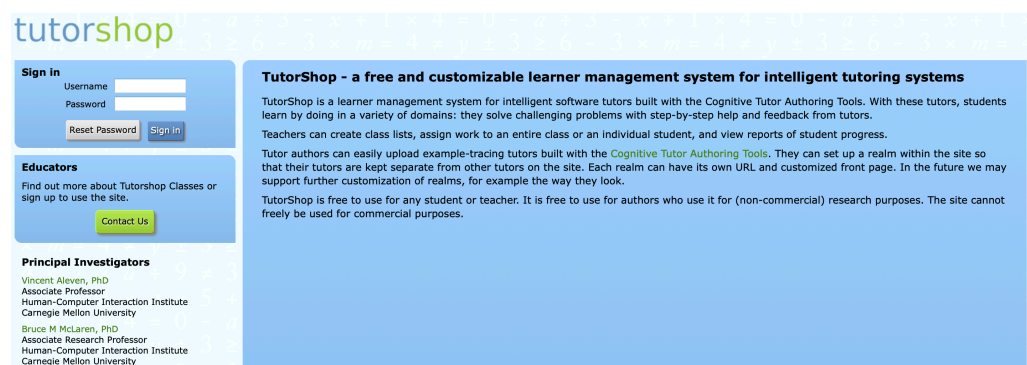 tutorshop
Sign in
Username
Password
Reset Password
Sign in
Educators
Find out more about Tutorshop Classes or
sign up to use the site.
Contact Us
Principal Investigators
Vincent Aleven, PhD
Associate Professor
Human-Computer Interaction Institute
Carnegie Mellon University
Bruce M McLaren, PhD
Associate Research Professor
Human-Computer Interaction Institute
Carnegie Mellon University
TutorShop - a free and customizable learner management system for intelligent tutoring systems
TutorShop is a learner management system for intelligent software tutors built with the Cognitive Tutor Authoring Tools. With these tutors, students
learn by doing in a variety of domains: they solve challenging problems with step-by-step help and feedback from tutors.
Teachers can create class lists, assign work to an entire class or an individual student, and view reports of student progress.
Tutor authors can easily upload example-tracing tutors built with the Cognitive Tutor Authoring Tools. They can set up a realm within the site so
that their tutors are kept separate from other tutors on the site. Each realm can have its own URL and customized front page. In the future we may
support further customization of realms, for example the way they look.
TutorShop is free to use for any student or teacher. It is free to use for authors who use it for (non-commercial) research purposes. The site cannot
freely be used for commercial purposes.